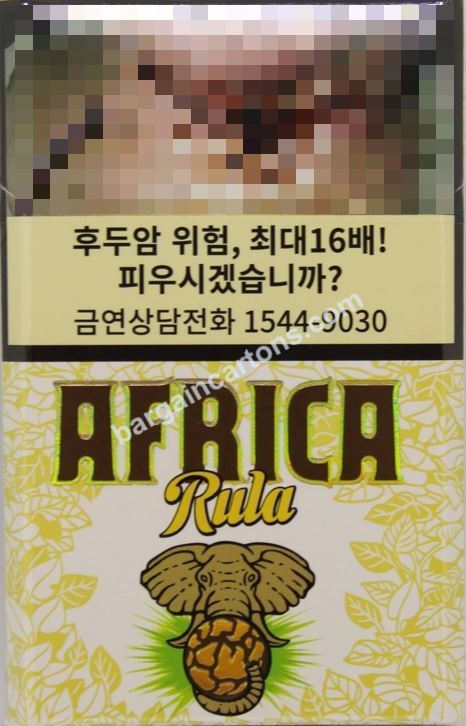 후두암 위험, 최대16배!
피우시겠습니까?
금연상담전화 1544-9030
bargaincartons.com
AFRICA
Rula